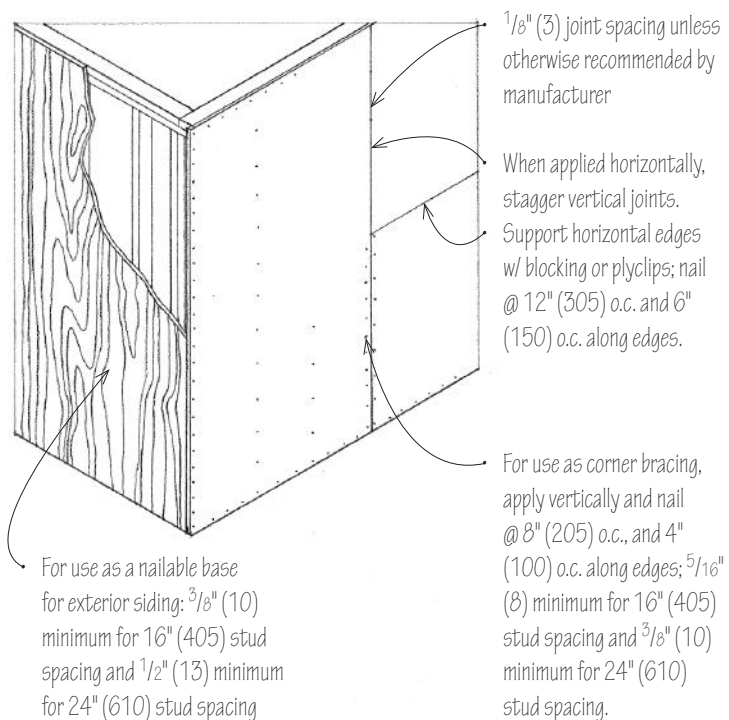 1/8" (3) joint spacing unless
otherwise recommended by
manufacturer
When applied horizontally,
stagger vertical joints.
Support horizontal edges
w/ blocking or plyclips; nail
@ 12" (305) o.c. and 6"
(150) o.c. along edges.
For use as corner bracing,
apply vertically and nail
@ 8" (205) o.c., and 4"
(100) o.c. along edges; 5/16"
(8) minimum for 16" (405)
stud spacing and 3/8" (10)
minimum for 24" (610)
stud spacing.
For use as a nailable base
for exterior siding: 3/8" (10)
minimum for 16" (405) stud
spacing and 1/2" (13) minimum
for 24" (610) stud spacing